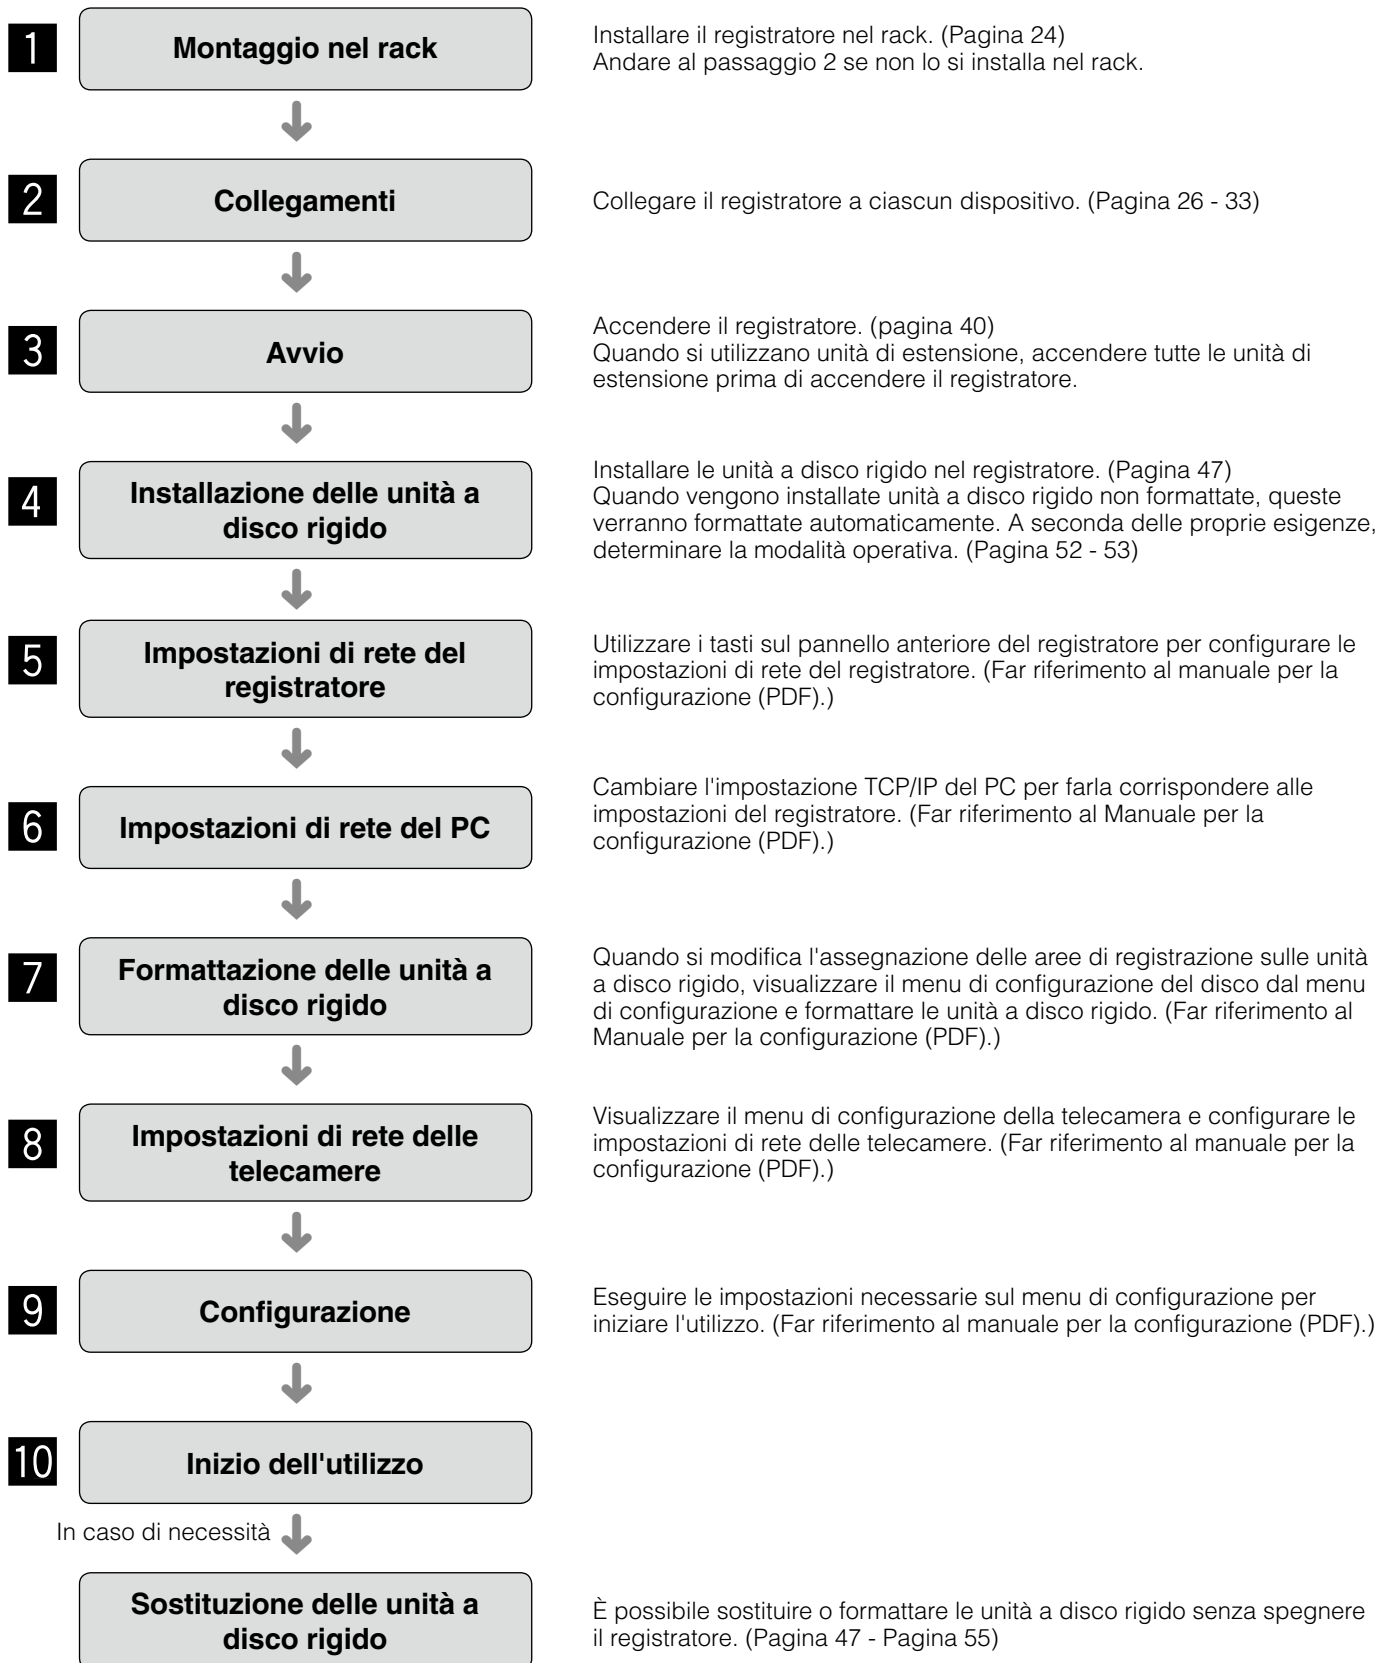 1
Montaggio nel rack
Installare il registratore nel rack. (Pagina 24)
Andare al passaggio 2 se non lo si installa nel rack.
2
Collegamenti
Collegare il registratore a ciascun dispositivo. (Pagina 26 - 33)
3
Avvio
Accendere il registratore. (pagina 40)
Quando si utilizzano unità di estensione, accendere tutte le unità di
estensione prima di accendere il registratore.
4
Installazione delle unità a
disco rigido
Installare le unità a disco rigido nel registratore. (Pagina 47)
Quando vengono installate unità a disco rigido non formattate, queste
verranno formattate automaticamente. A seconda delle proprie esigenze,
determinare la modalità operativa. (Pagina 52 - 53)
5
Impostazioni di rete del
registratore
Utilizzare i tasti sul pannello anteriore del registratore per configurare le
impostazioni di rete del registratore. (Far riferimento al manuale per la
configurazione (PDF).)
6
Impostazioni di rete del PC
Cambiare l'impostazione TCP/IP del PC per farla corrispondere alle
impostazioni del registratore. (Far riferimento al Manuale per la
configurazione (PDF).)
7
Formattazione delle unità a
disco rigido
Quando si modifica l'assegnazione delle aree di registrazione sulle unità
a disco rigido, visualizzare il menu di configurazione del disco dal menu
di configurazione e formattare le unità a disco rigido. (Far riferimento al
Manuale per la configurazione (PDF).)
8
Impostazioni di rete delle
telecamere
Visualizzare il menu di configurazione della telecamera e configurare le
impostazioni di rete delle telecamere. (Far riferimento al manuale per la
configurazione (PDF).)
9
Configurazione
Eseguire le impostazioni necessarie sul menu di configurazione per
iniziare l'utilizzo. (Far riferimento al manuale per la configurazione (PDF).)
10
Inizio dell'utilizzo
In caso di necessità
Sostituzione delle unità a
disco rigido
È possibile sostituire o formattare le unità a disco rigido senza spegnere
il registratore. (Pagina 47 - Pagina 55)